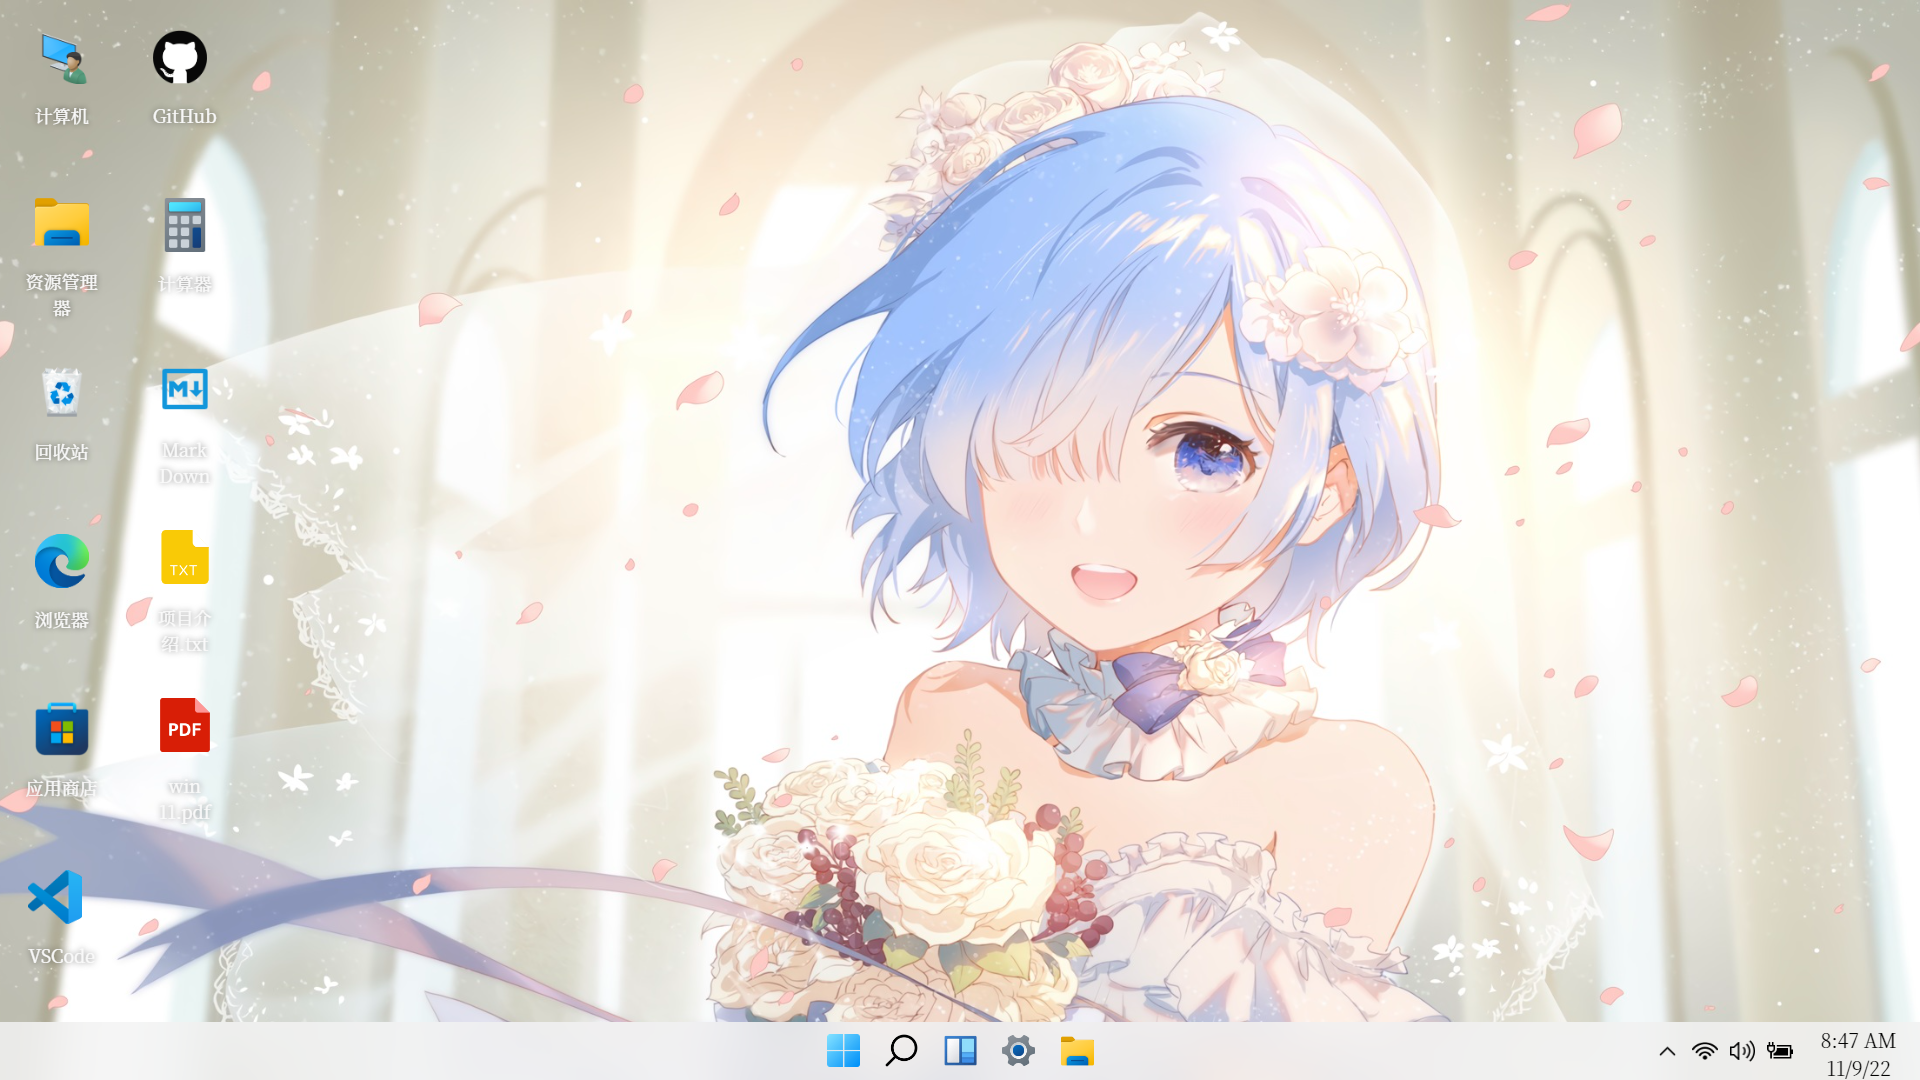 计算机
GitHub
资源管理
器
计算器
回收站
Mark
Down
浏览器
TXT
项目介
绍.txt
应用商店
PDF
win
11.pdf
VSCode
8:47 AM
11/9/22